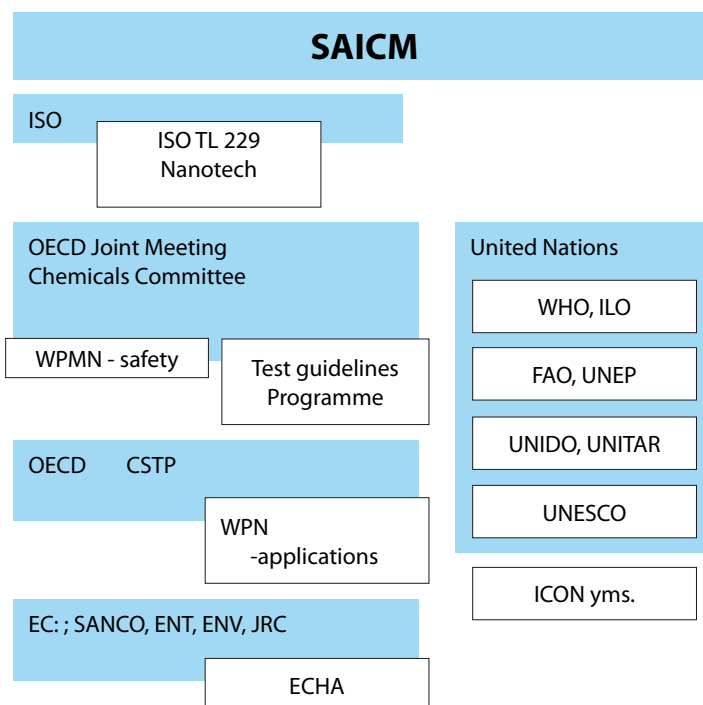 SAICM
ISO
ISO TL 229
Nanotech
OECD Joint Meeting
Chemicals Committee
WPMN - safety
Test guidelines
Programme
OECD CSTP
WPN
-applications
EC: ; SANCO, ENT, ENV, JRC
ECHA
United Nations
WHO, ILO
FAO, UNEP
UNIDO, UNITAR
UNESCO
ICON yms.